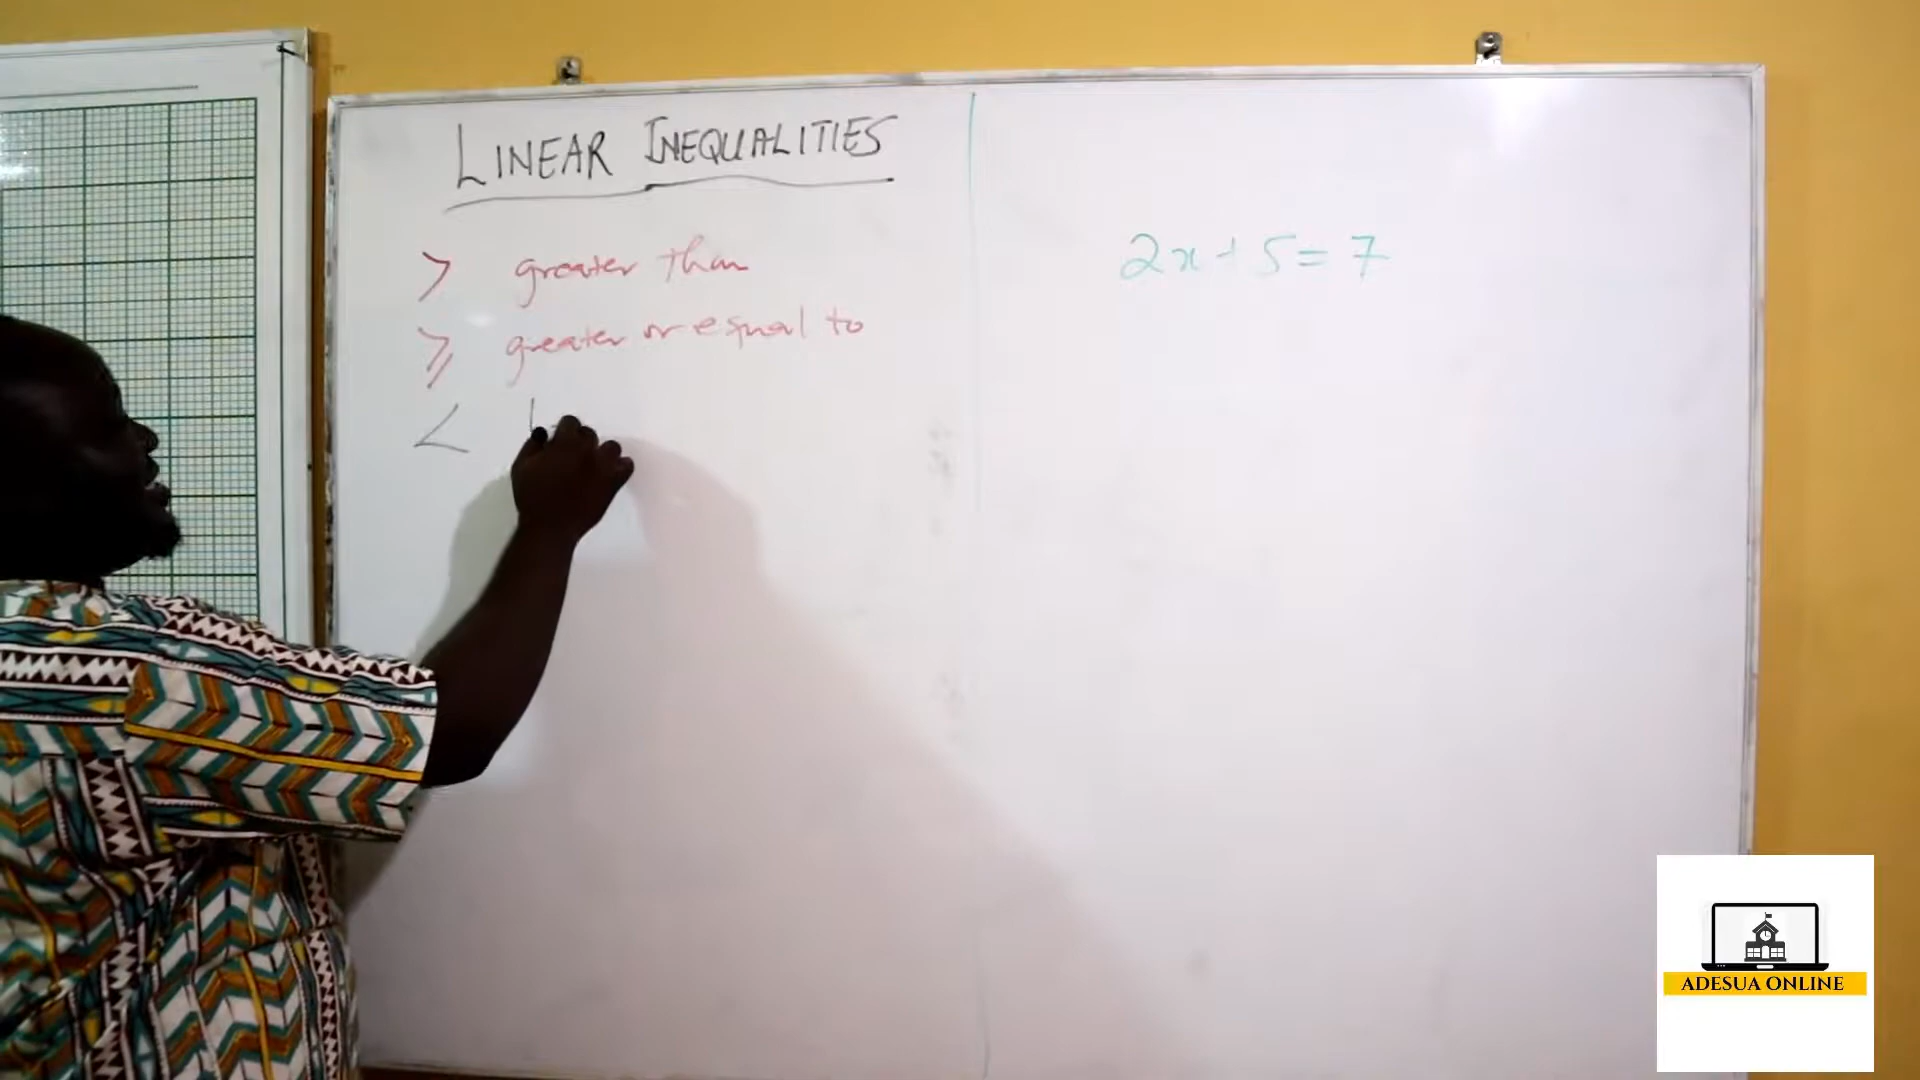 LINEAR INEQUALITIES
> greater than
⩾ greater or equal to
<
2x + 5 = 7
ADESUA ONLINE